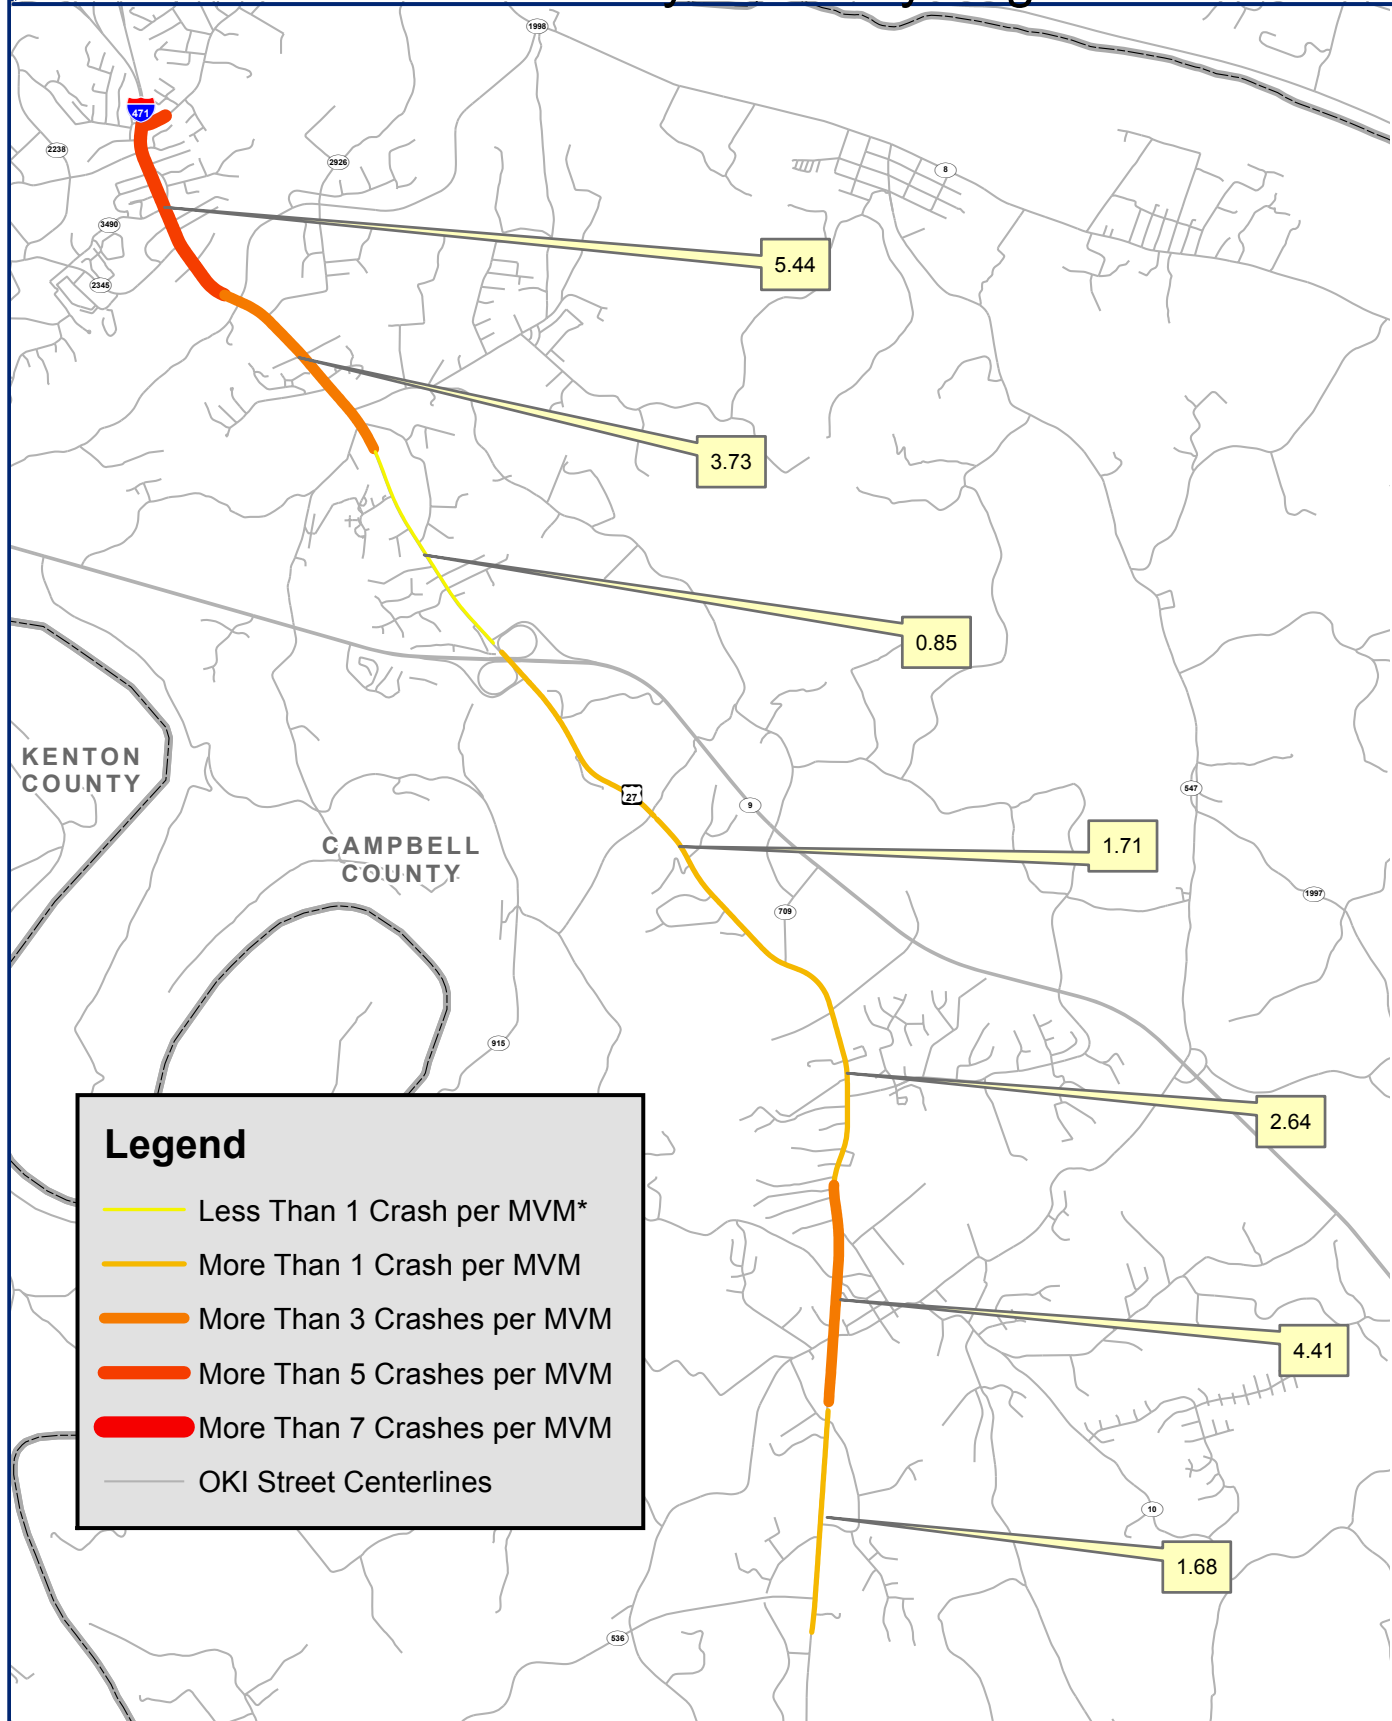 1998
471
2238
2926
8
3490
5.44
2345
3.73
0.85
KENTON
COUNTY
547
27
9
CAMPBELL
COUNTY
1.71
1997
709
915
2.64
Legend
Less Than 1 Crash per MVM*
More Than 1 Crash per MVM
More Than 3 Crashes per MVM
More Than 5 Crashes per MVM
More Than 7 Crashes per MVM
OKI Street Centerlines
4.41
10
1.68
536